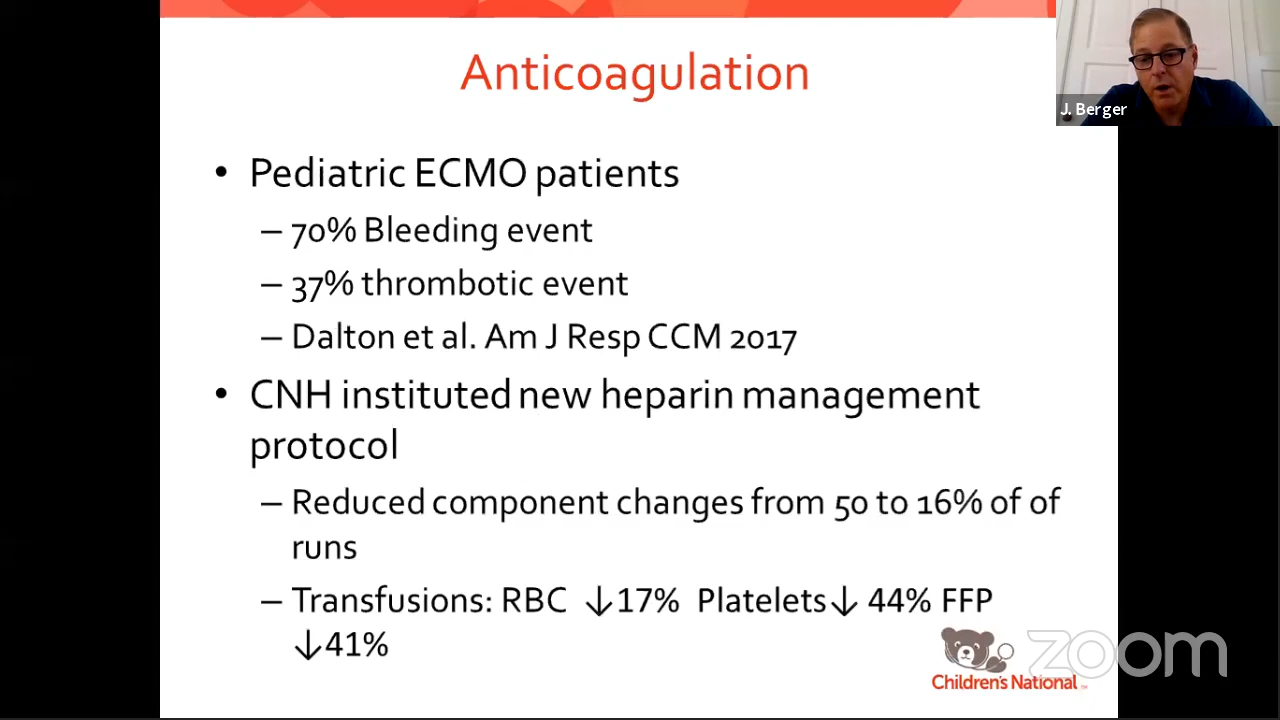 Anticoagulation
J. Berger
• Pediatric ECMO patients
– 70% Bleeding event
– 37% thrombotic event
– Dalton et al. Am J Resp CCM 2017
• CNH instituted new heparin management
protocol
– Reduced component changes from 50 to 16% of of
runs
– Transfusions: RBC ↓17% Platelets↓ 44% FFP
↓41%
Children's National ™
zoom